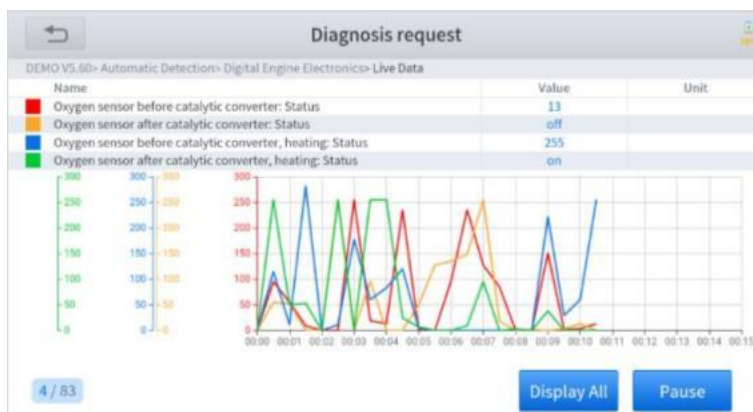 Diagnosis request
DEMO V5.60> Automatic Detection> Digital Engine Electronics> Live Data
Name Value Unit
Oxygen sensor before catalytic converter: Status 13
Oxygen sensor after catalytic converter: Status off
Oxygen sensor before catalytic converter, heating: Status 255
Oxygen sensor after catalytic converter, heating: Status on
300 300 300 300
250 250 250 250
200 200 200 200
150 150 150 150
100 100 100 100
50 50 50 50
0 0 0 0
00:00 00:01 00:02 00:03 00:04 00:05 00:06 00:07 00:08 00:09 00:10 00:11 00:12 00:13 00:14 00:15
4 / 83
Display All
Pause